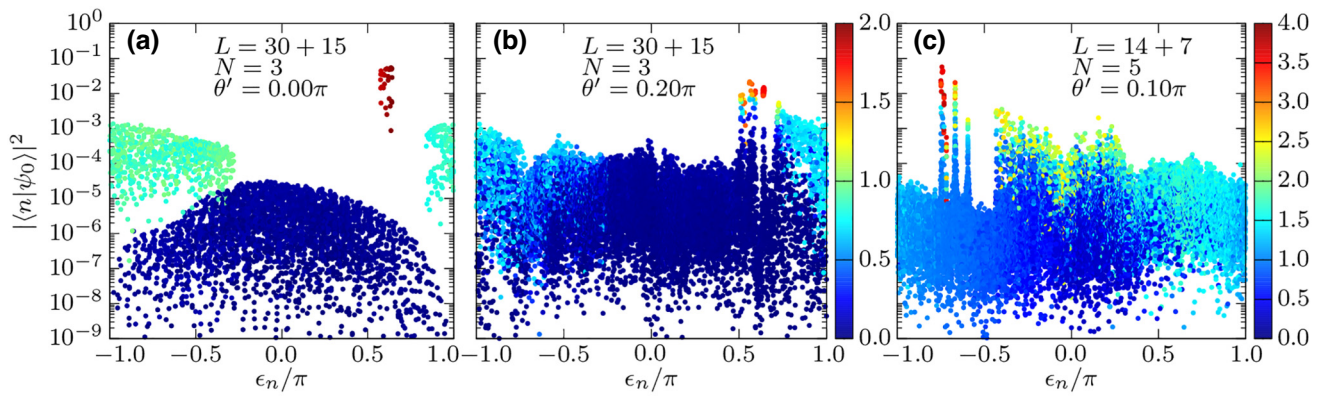 (a)
L = 30 + 15
N = 3
θ′ = 0.00π
(b)
L = 30 + 15
N = 3
θ′ = 0.20π
(c)
L = 14 + 7
N = 5
θ′ = 0.10π
|⟨n|ψ₀⟩|²
10⁰
10⁻¹
10⁻²
10⁻³
10⁻⁴
10⁻⁵
10⁻⁶
10⁻⁷
10⁻⁸
10⁻⁹
−1.0 −0.5 0.0 0.5 1.0
ϵₙ/π
−1.0 −0.5 0.0 0.5 1.0
ϵₙ/π
2.0
1.5
1.0
0.5
0.0
−1.0 −0.5 0.0 0.5 1.0
ϵₙ/π
4.0
3.5
3.0
2.5
2.0
1.5
1.0
0.5
0.0